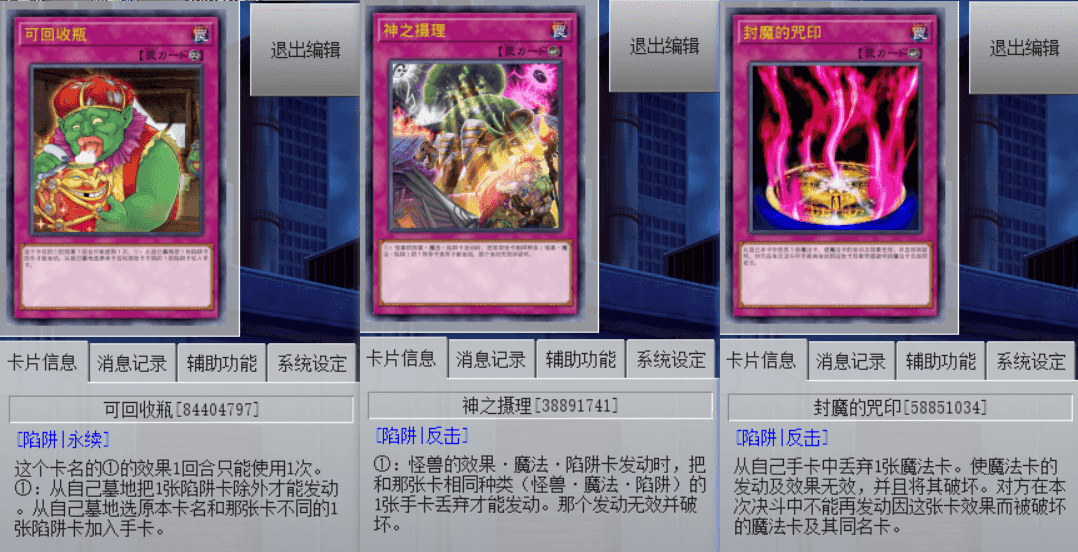 可回收瓶
退出编辑
卡片信息
消息记录
辅助功能
系统设定
可回收瓶[84404797]
[陷阱|永续]
这个卡名的①的效果1回合只能使用1次。
①：从自己墓地把1张陷阱卡除外才能发动
。从自己墓地选原本卡名和那张卡不同的1
张陷阱卡加入手卡。
神之摄理
退出编辑
卡片信息
消息记录
辅助功能
系统设定
神之摄理[38891741]
[陷阱|反击]
①：怪兽的效果·魔法·陷阱卡发动时，把
和那张卡相同种类（怪兽·魔法·陷阱）的
1张手卡丢弃才能发动。那个发动无效并破
坏。
封魔的咒印
退出编辑
卡片信息
消息记录
辅助功能
系统设定
封魔的咒印[58851034]
[陷阱|反击]
从自己手卡中丢弃1张魔法卡。使魔法卡的
发动及效果无效，并且将其破坏。对方在本
次决斗中不能再发动因这张卡效果而被破坏
的魔法卡及其同名卡。